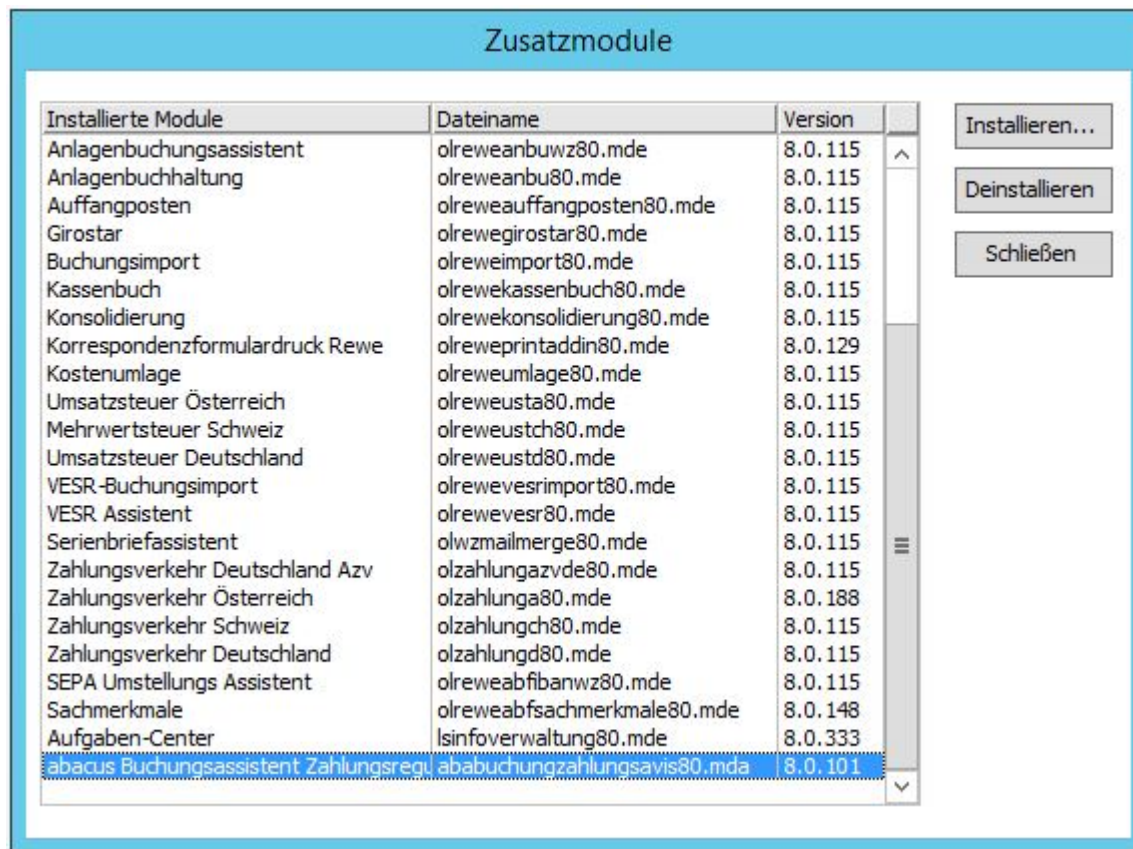 Zusatzmodule
Installierte Module Dateiname Version
Anlagenbuchungsassistent olreweanbuwz80.mde 8.0.115
Anlagenbuchhaltung olreweanbu80.mde 8.0.115
Auffangposten olreweauffangposten80.mde 8.0.115
Girostar olrewegirostar80.mde 8.0.115
Buchungsimport olreweimport80.mde 8.0.115
Kassenbuch olrewekassenbuch80.mde 8.0.115
Konsolidierung olrewekonsolidierung80.mde 8.0.115
Korrespondenzformulardruck Rewe olreweprintaddin80.mde 8.0.129
Kostenumlage olreweumlage80.mde 8.0.115
Umsatzsteuer Österreich olreweusta80.mde 8.0.115
Mehrwertsteuer Schweiz olreweustch80.mde 8.0.115
Umsatzsteuer Deutschland olreweustd80.mde 8.0.115
VESR-Buchungsimport olrewevesrimport80.mde 8.0.115
VESR Assistent olrewevesr80.mde 8.0.115
Serienbriefassistent olwzmailmerge80.mde 8.0.115
Zahlungsverkehr Deutschland Azv olzahlungazvde80.mde 8.0.115
Zahlungsverkehr Österreich olzahlunga80.mde 8.0.188
Zahlungsverkehr Schweiz olzahlungch80.mde 8.0.115
Zahlungsverkehr Deutschland olzahlungd80.mde 8.0.115
SEPA Umstellungs Assistent olreweabfibanwz80.mde 8.0.115
Sachmerkmale olreweabfsachmerkmale80.mde 8.0.148
Aufgaben-Center lsinfoverwaltung80.mde 8.0.333
abacus Buchungsassistent Zahlungsregu ababuchungzahlungsavis80.mda 8.0.101
Installieren...
Deinstallieren
Schließen